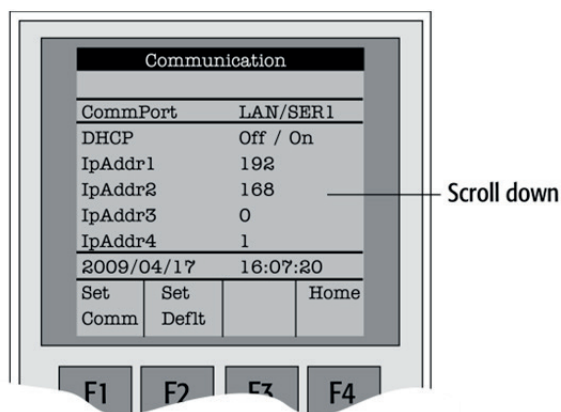 Communication
CommPort LAN/SER1
DHCP Off / On
IpAddr1 192
IpAddr2 168
Scroll down
IpAddr3 0
IpAddr4 1
2009/04/17 16:07:20
Set Set Home
Comm Deflt
F1 F2 F3 F4